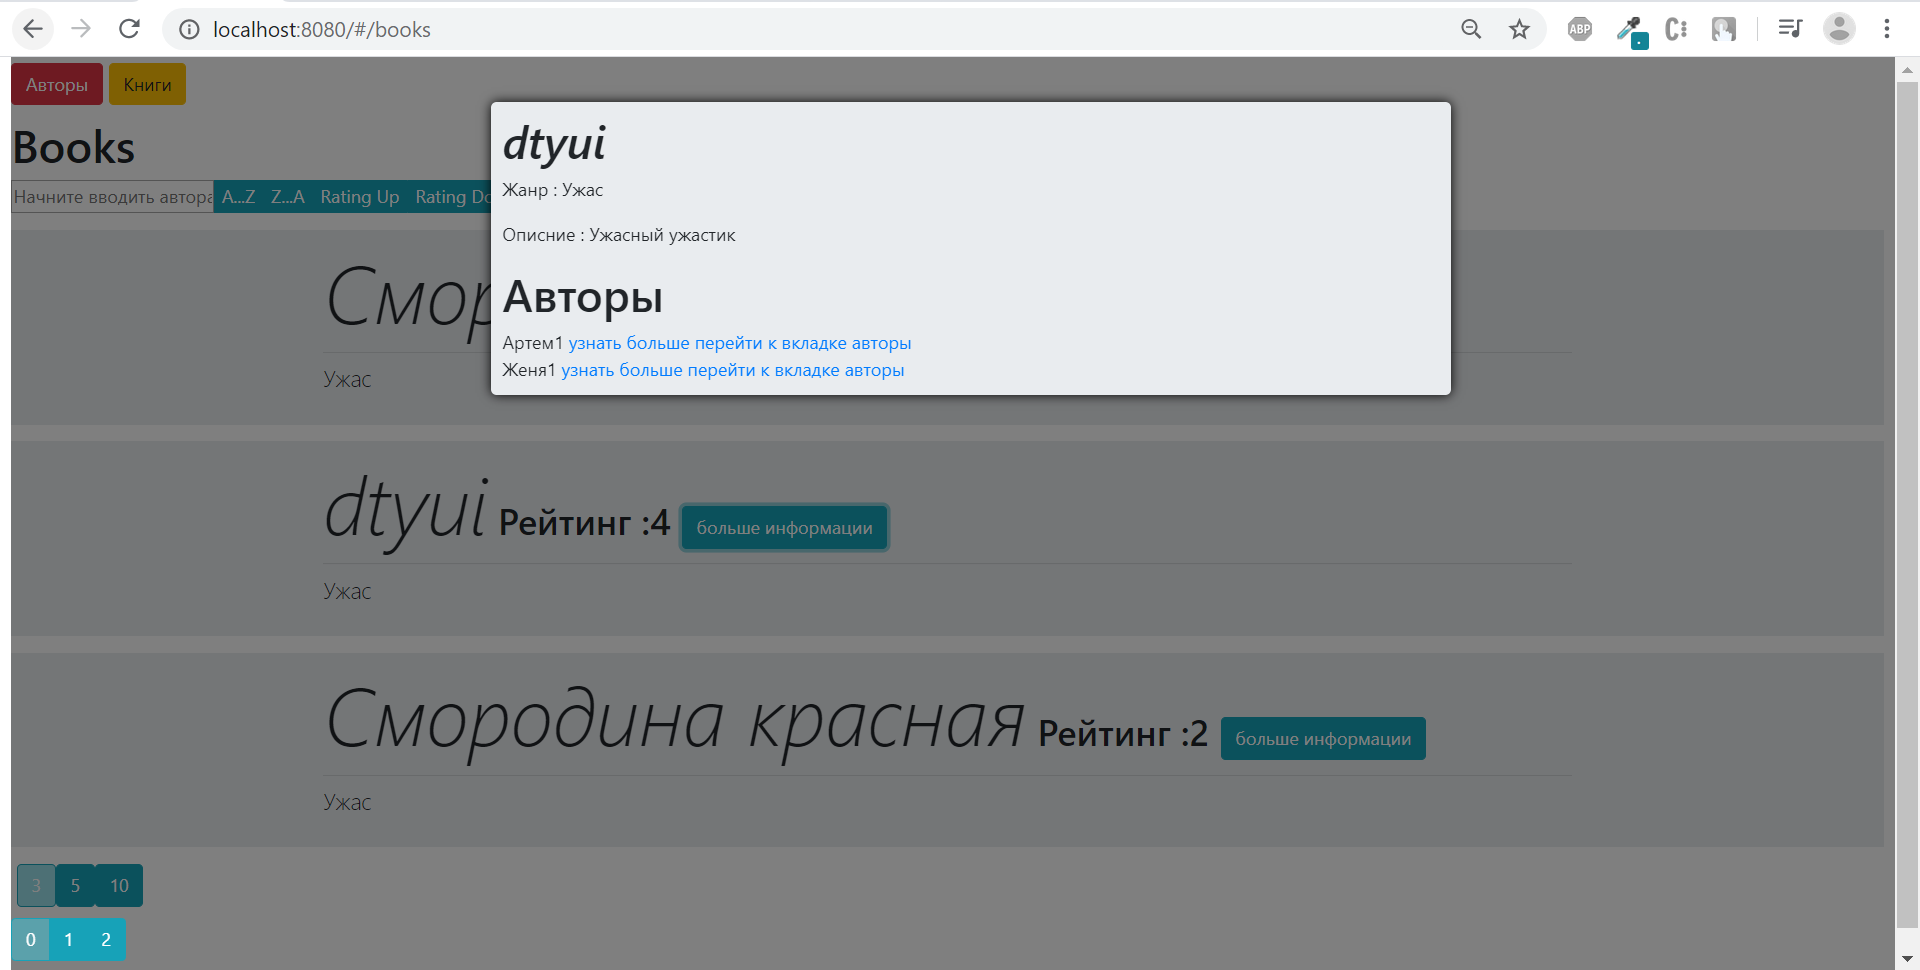 localhost:8080/#/books
ABP
Авторы Книги
Books
Начните вводить автора A...Z Z...A Rating Up Rating Do
dtyui
Жанр : Ужас
Описние : Ужасный ужастик
Авторы
Артем1 узнать больше перейти к вкладке авторы
Женя1 узнать больше перейти к вкладке авторы
Смор
Ужас
dtyui Рейтинг :4 больше информации
Ужас
Смородина красная Рейтинг :2 больше информации
Ужас
3 5 10
0 1 2